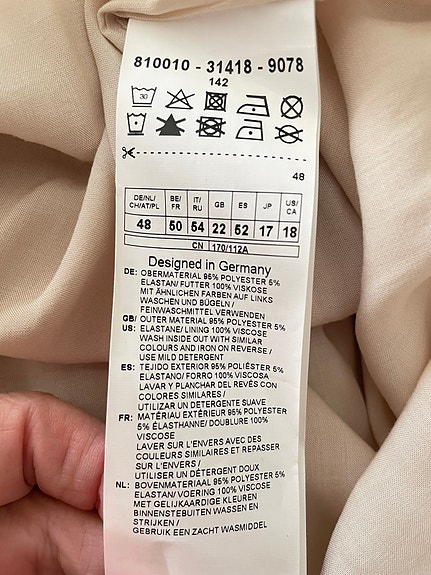 810010 - 31418 - 9078
142
30
48
DE/NL/ CH/AT/PL BE/ FR IT/ RU GB ES JP US/ CA
48 50 54 22 52 17 18
CN 170/112A
Designed in Germany
DE: OBERMATERIAL 95% POLYESTER 5%
ELASTAN/ FUTTER 100% VISKOSE
MIT ÄHNLICHEN FARBEN AUF LINKS
WASCHEN UND BÜGELN /
FEINWASCHMITTEL VERWENDEN
GB/ OUTER MATERIAL 95% POLYESTER 5%
US: ELASTANE/ LINING 100% VISCOSE
WASH INSIDE OUT WITH SIMILAR
COLOURS AND IRON ON REVERSE /
USE MILD DETERGENT
ES: TEJIDO EXTERIOR 95% POLIÉSTER 5%
ELASTANO/ FORRO 100% VISCOSA
LAVAR Y PLANCHAR DEL REVÉS CON
COLORES SIMILARES /
UTILIZAR UN DETERGENTE SUAVE
FR: MATÉRIAU EXTÉRIEUR 95% POLYESTER
5% ÉLASTHANNE/ DOUBLURE 100%
VISCOSE
LAVER SUR L'ENVERS AVEC DES
COULEURS SIMILAIRES ET REPASSER
SUR L'ENVERS /
UTILISER UN DÉTERGENT DOUX
NL: BOVENMATERIAAL 95% POLYESTER 5%
ELASTAN/ VOERING 100% VISCOSE
MET GELIJKAARDIGE KLEUREN
BINNENSTEBUITEN WASSEN EN
STRIJKEN /
GEBRUIK EEN ZACHT WASMIDDEL